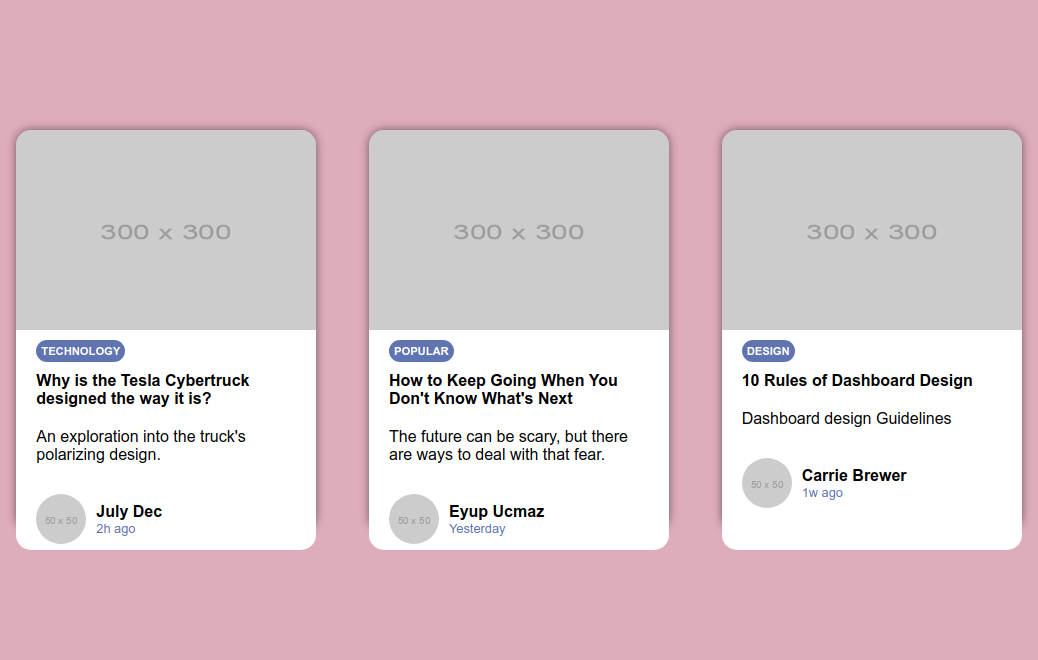 300 x 300
TECHNOLOGY
Why is the Tesla Cybertruck
designed the way it is?
An exploration into the truck's
polarizing design.
50 x 50
July Dec
2h ago
300 x 300
POPULAR
How to Keep Going When You
Don't Know What's Next
The future can be scary, but there
are ways to deal with that fear.
50 x 50
Eyup Ucmaz
Yesterday
300 x 300
DESIGN
10 Rules of Dashboard Design
Dashboard design Guidelines
50 x 50
Carrie Brewer
1w ago